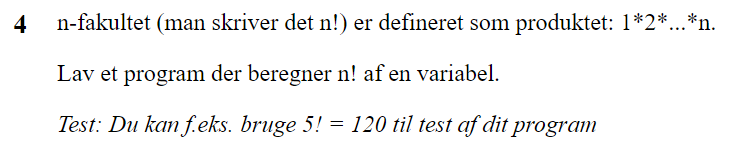 4 n-fakultet (man skriver det n!) er defineret som produktet: 1*2*...*n.
Lav et program der beregner n! af en variabel.
Test: Du kan f.eks. bruge 5! = 120 til test af dit program